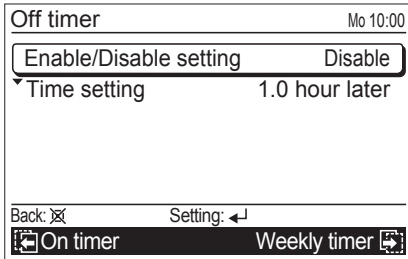 Off timer Mo 10:00
Enable/Disable setting Disable
Time setting 1.0 hour later
Back: Setting:
On timer Weekly timer